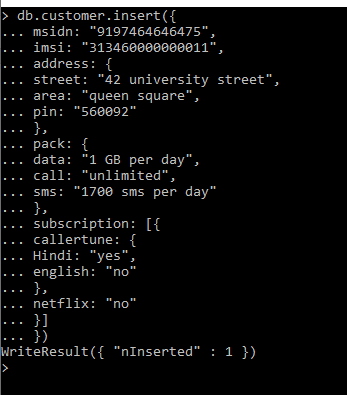 > db.customer.insert({
... msidn: "9197464646475",
... imsi: "313460000000011",
... address: {
... street: "42 university street",
... area: "queen square",
... pin: "560092"
... },
... pack: {
... data: "1 GB per day",
... call: "unlimited",
... sms: "1700 sms per day"
... },
... subscription: [{
... callertune: {
... Hindi: "yes",
... english: "no"
... },
... netflix: "no"
... }]
... })
WriteResult({ "nInserted" : 1 })
>